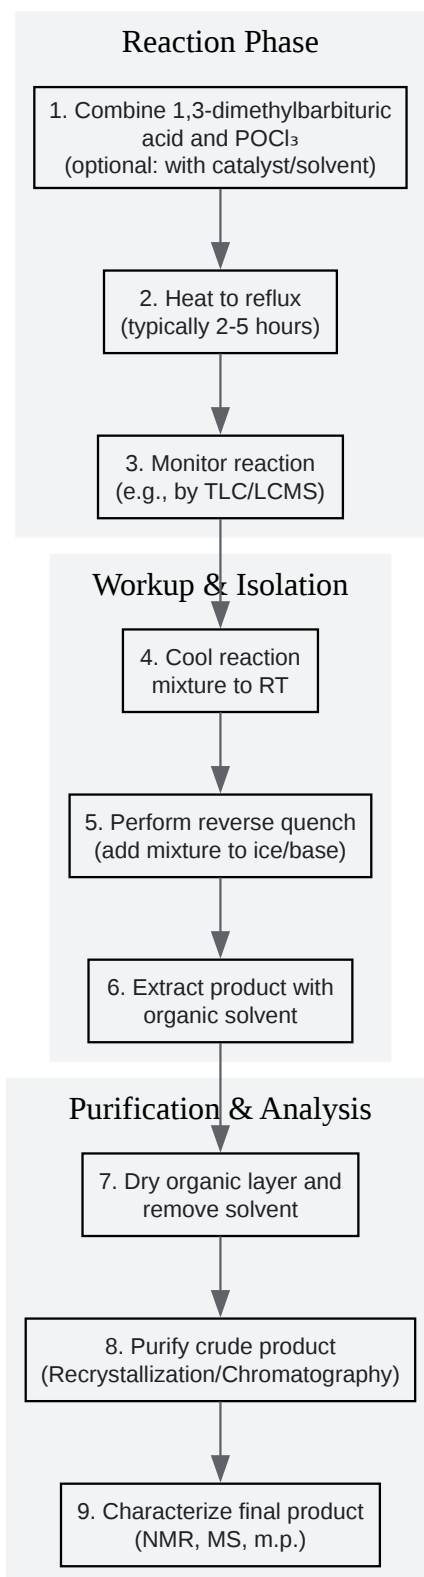 Reaction Phase
1. Combine 1,3-dimethylbarbituric
acid and POCl₃
(optional: with catalyst/solvent)
2. Heat to reflux
(typically 2-5 hours)
3. Monitor reaction
(e.g., by TLC/LCMS)
Workup & Isolation
4. Cool reaction
mixture to RT
5. Perform reverse quench
(add mixture to ice/base)
6. Extract product with
organic solvent
Purification & Analysis
7. Dry organic layer and
remove solvent
8. Purify crude product
(Recrystallization/Chromatography)
9. Characterize final product
(NMR, MS, m.p.)